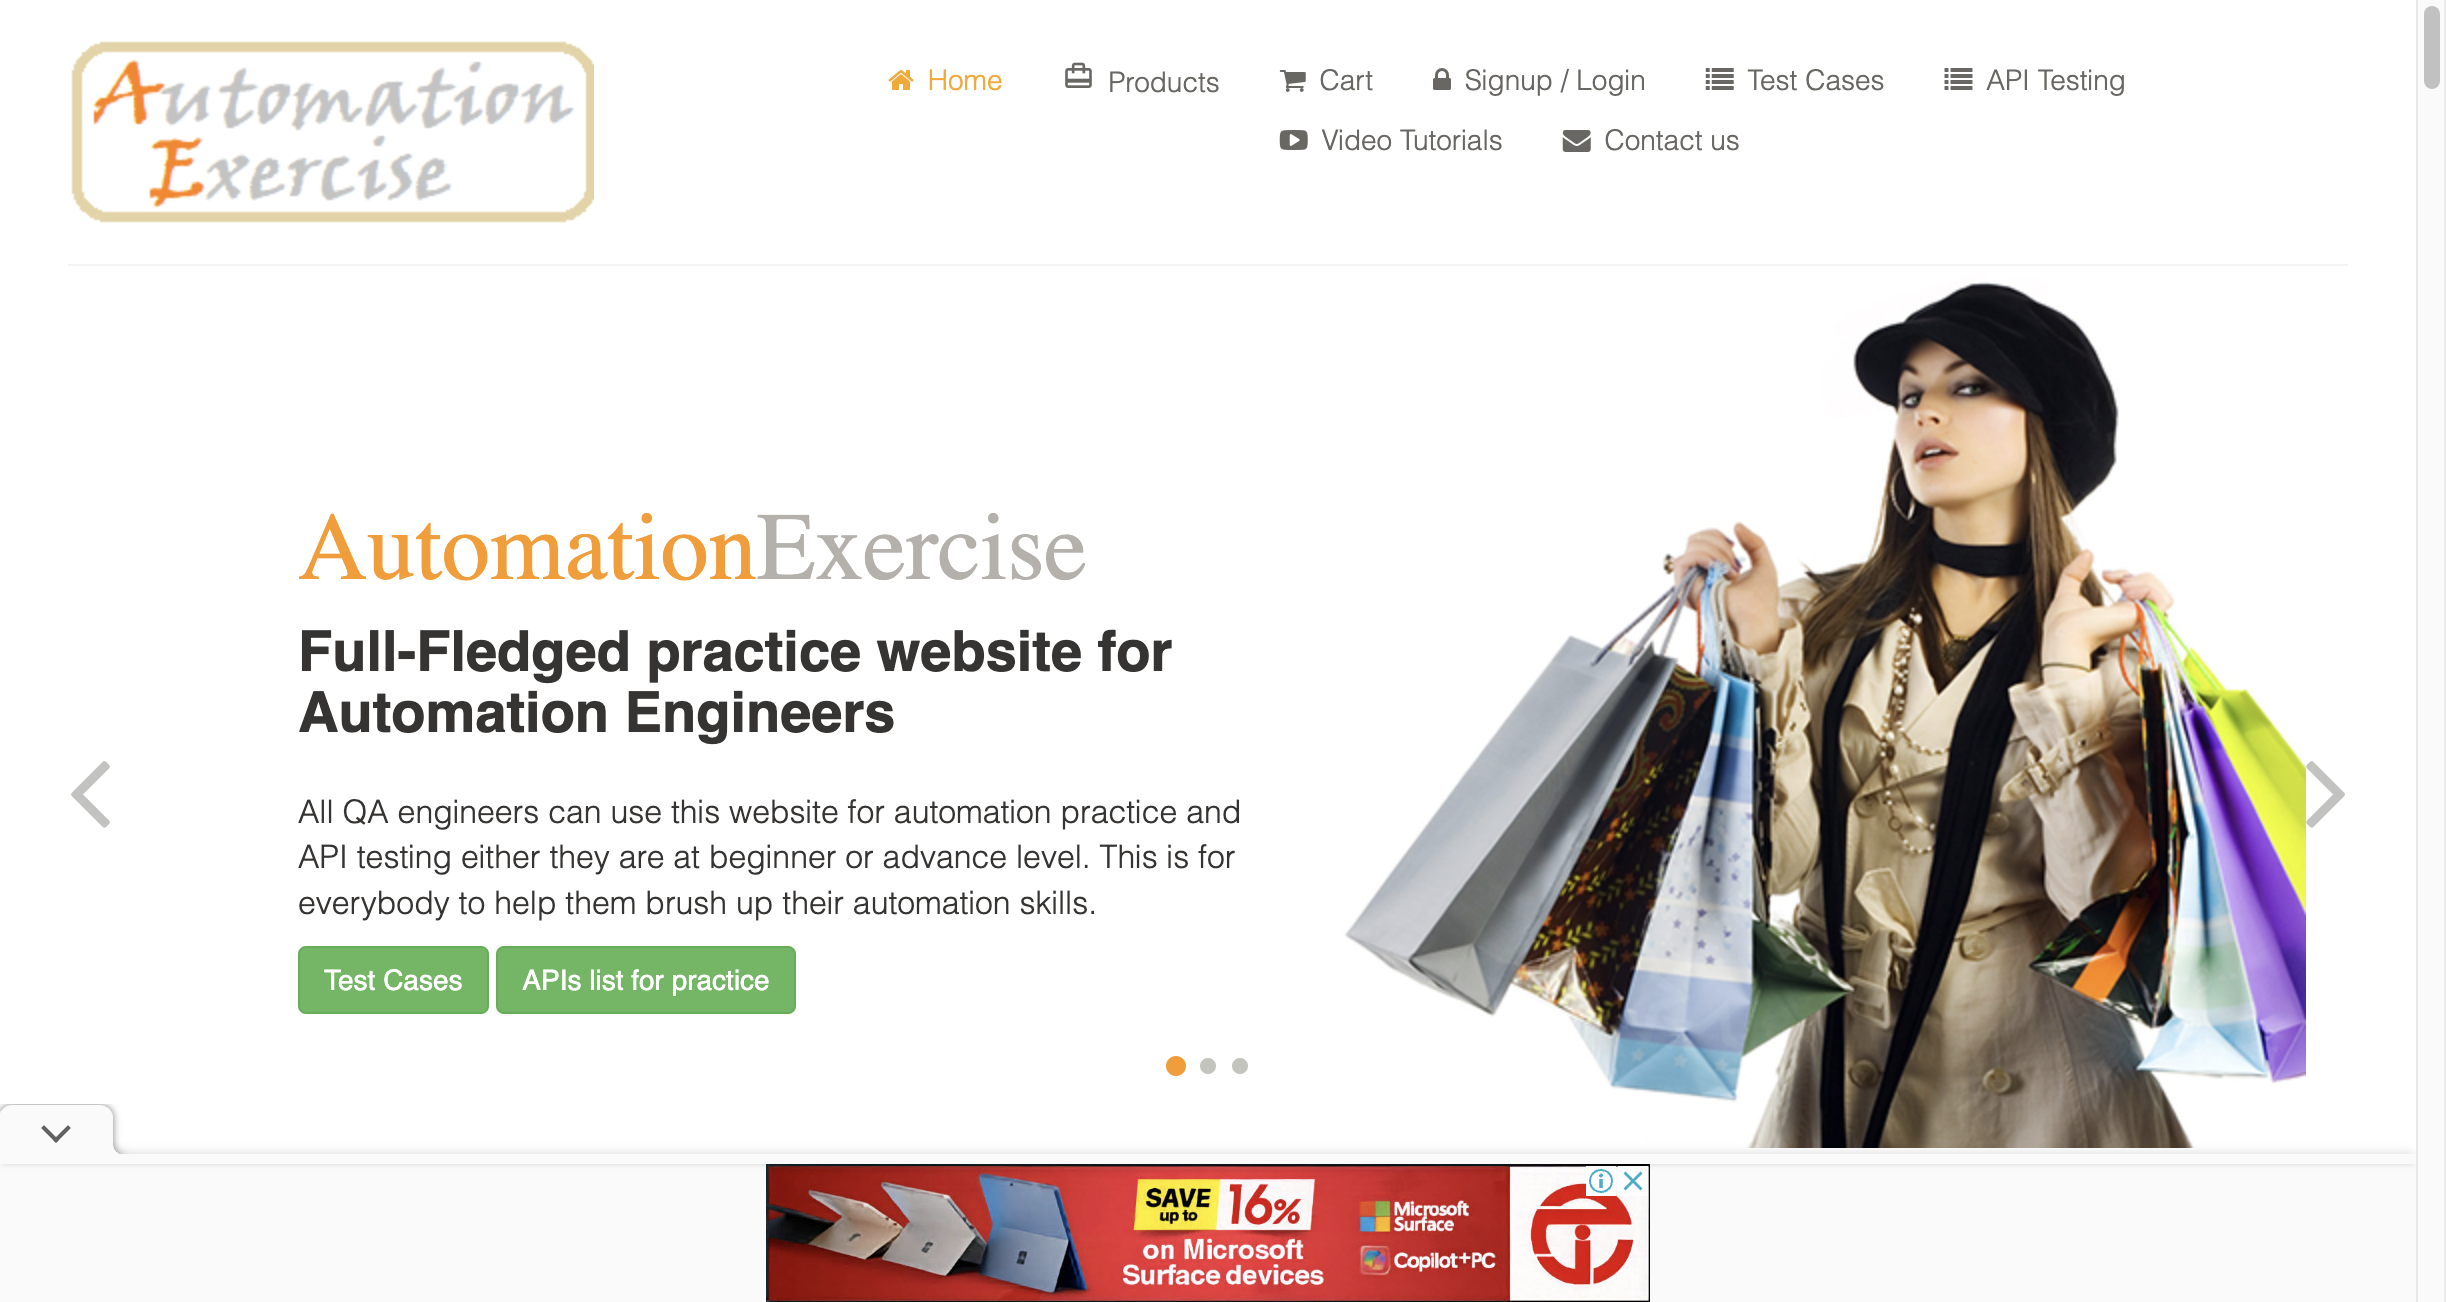 Automation
Exercise
Home
Products
Cart
Signup / Login
Test Cases
API Testing
Video Tutorials
Contact us
AutomationExercise
Full-Fledged practice website for
Automation Engineers
All QA engineers can use this website for automation practice and
API testing either they are at beginner or advance level. This is for
everybody to help them brush up their automation skills.
Test Cases
APIs list for practice
SAVE
up to
16%
on Microsoft
Surface devices
Microsoft
Surface
Copilot+PC